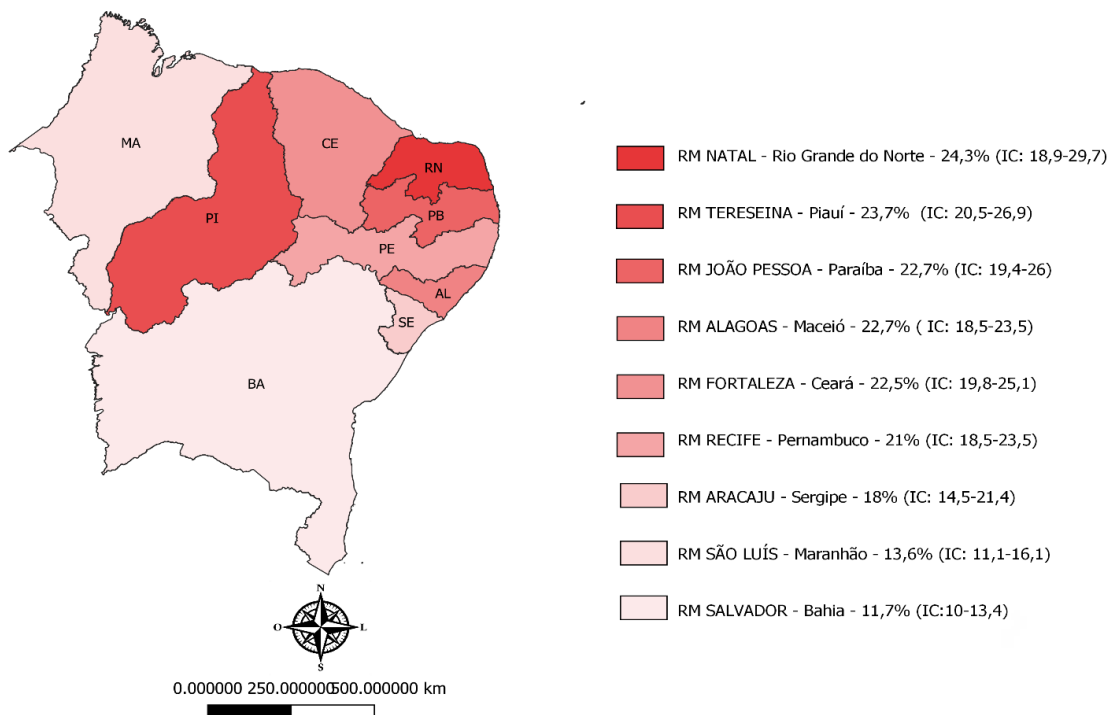 MA
CE
RN
PI
PB
PE
AL
SE
BA
RM NATAL - Rio Grande do Norte - 24,3% (IC: 18,9-29,7)
RM TERESEINA - Piauí - 23,7% (IC: 20,5-26,9)
RM JOÃO PESSOA - Paraíba - 22,7% (IC: 19,4-26)
RM ALAGOAS - Maceió - 22,7% ( IC: 18,5-23,5)
RM FORTALEZA - Ceará - 22,5% (IC: 19,8-25,1)
RM RECIFE - Pernambuco - 21% (IC: 18,5-23,5)
RM ARACAJU - Sergipe - 18% (IC: 14,5-21,4)
RM SÃO LUÍS - Maranhão - 13,6% (IC: 11,1-16,1)
RM SALVADOR - Bahia - 11,7% (IC:10-13,4)
N
O L
S
0.000000 250.000000 500.000000 km